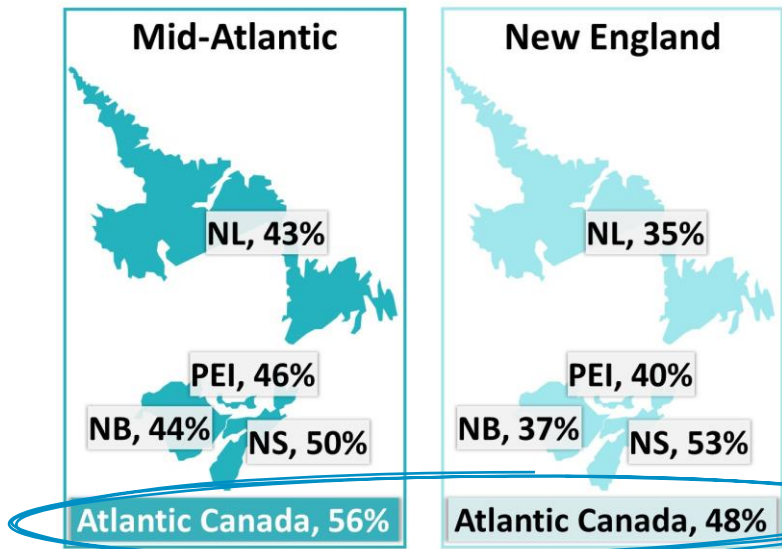 Mid-Atlantic
NL, 43%
PEI, 46%
NB, 44%
NS, 50%
Atlantic Canada, 56%
New England
NL, 35%
PEI, 40%
NB, 37%
NS, 53%
Atlantic Canada, 48%